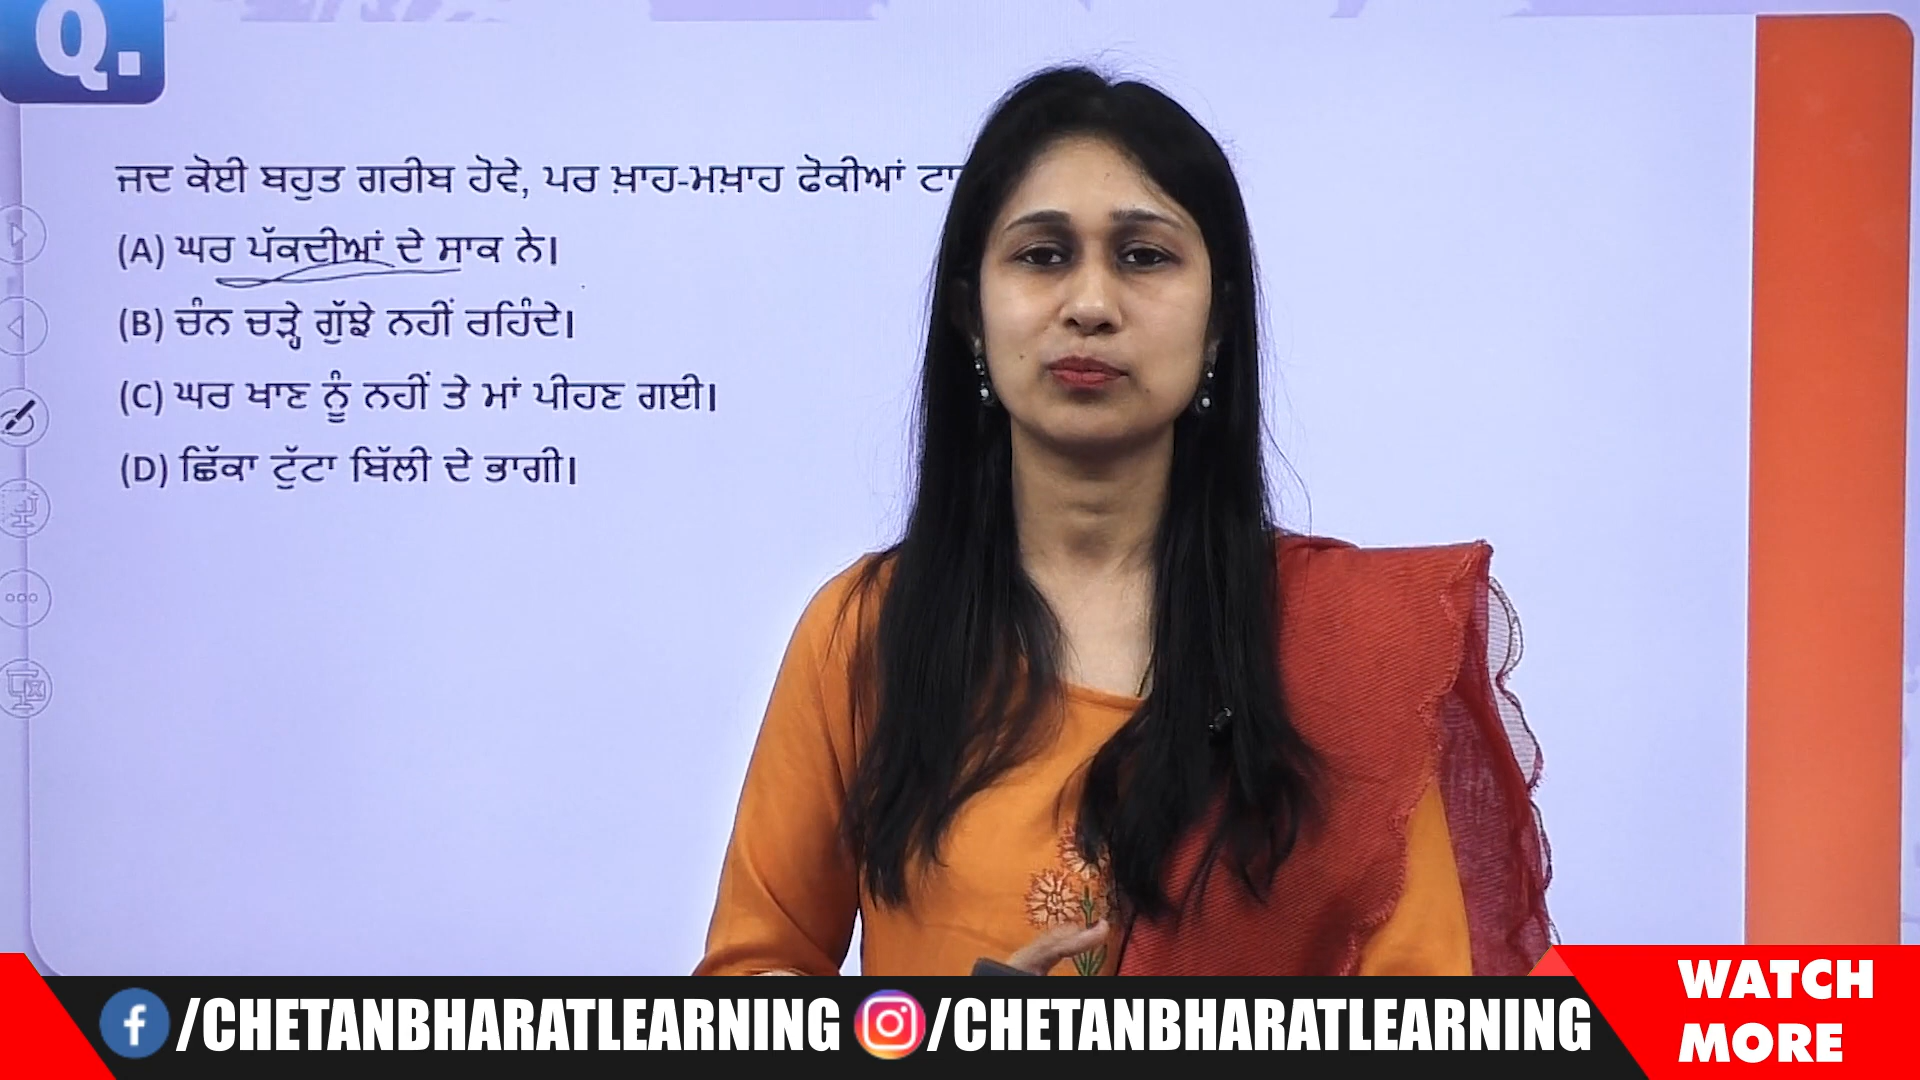 Q.
ਜਦ ਕੋਈ ਬਹੁਤ ਗਰੀਬ ਹੋਵੇ, ਪਰ ਖ਼ਾਹ-ਮਖ਼ਾਹ ਫੋਕੀਆਂ
(A) ਘਰ ਪੱਕਦੀਆਂ ਦੇ ਸਾਕ ਨੇ।
(B) ਚੰਨ ਚੜ੍ਹੇ ਗੁੱਝੇ ਨਹੀਂ ਰਹਿੰਦੇ।
(C) ਘਰ ਖਾਣ ਨੂੰ ਨਹੀਂ ਤੇ ਮਾਂ ਪੀਹਣ ਗਈ।
(D) ਛਿੱਕਾ ਟੁੱਟਾ ਬਿੱਲੀ ਦੇ ਭਾਗੀ।
/CHETANBHARATLEARNING /CHETANBHARATLEARNING
WATCH
MORE